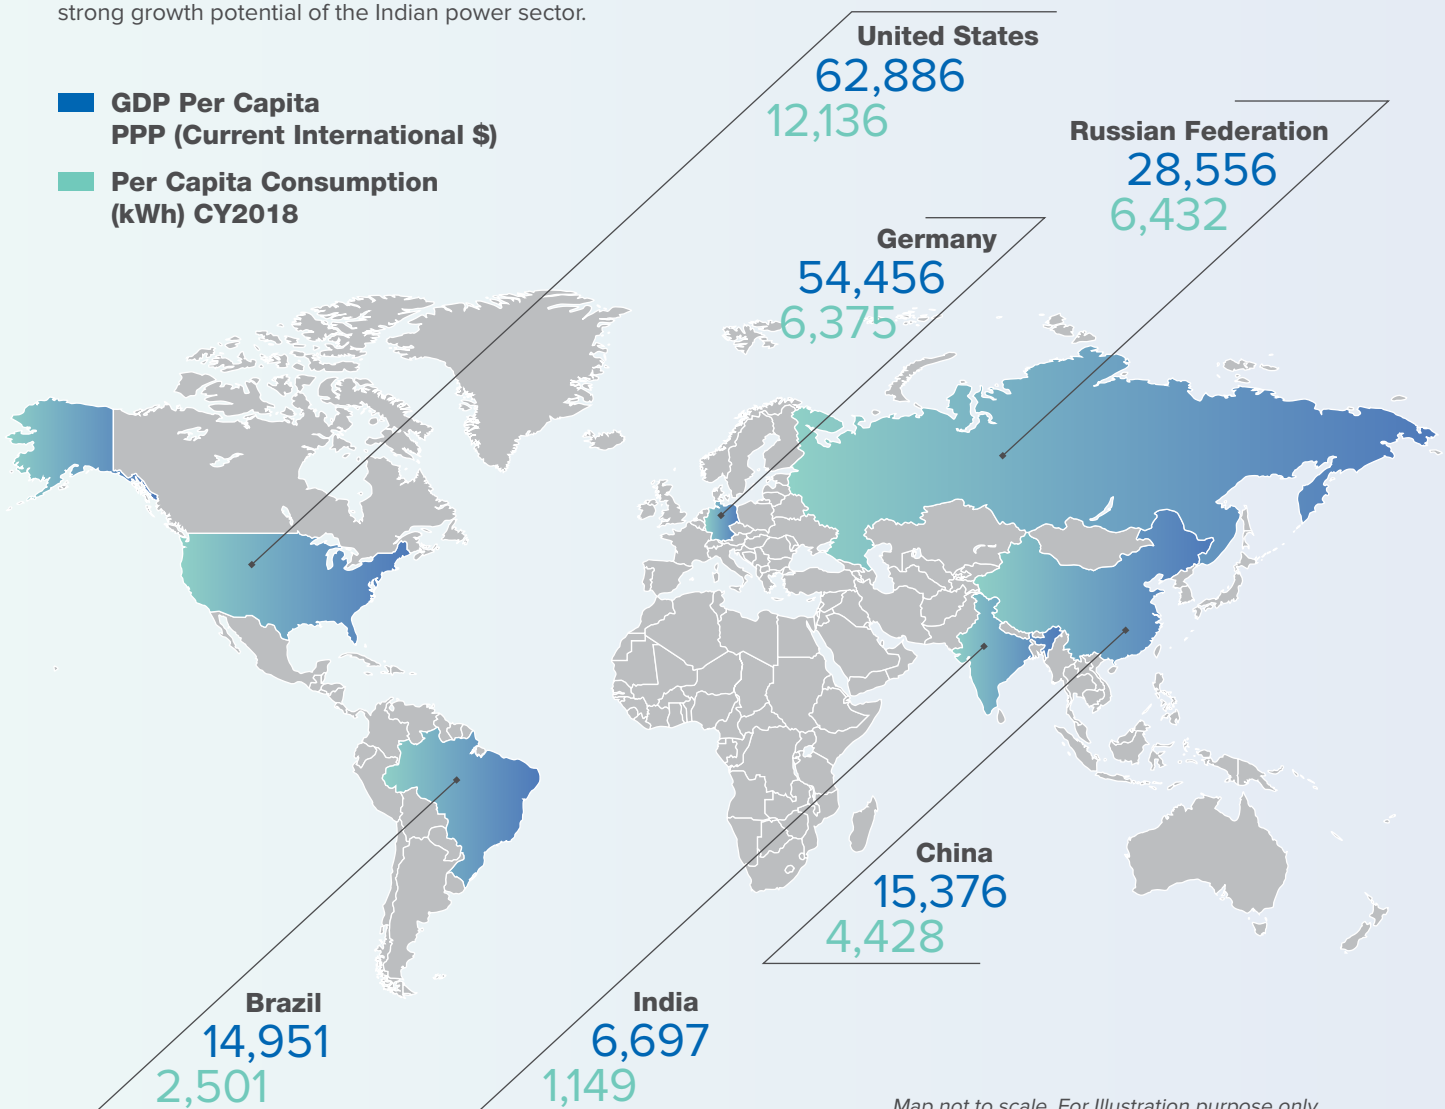 strong growth potential of the Indian power sector.
GDP Per Capita
PPP (Current International $)
Per Capita Consumption
(kWh) CY2018
United States
62,886
12,136
Russian Federation
28,556
6,432
Germany
54,456
6,375
China
15,376
4,428
Brazil
14,951
2,501
India
6,697
1,149
Map not to scale. For Illustration purpose only.